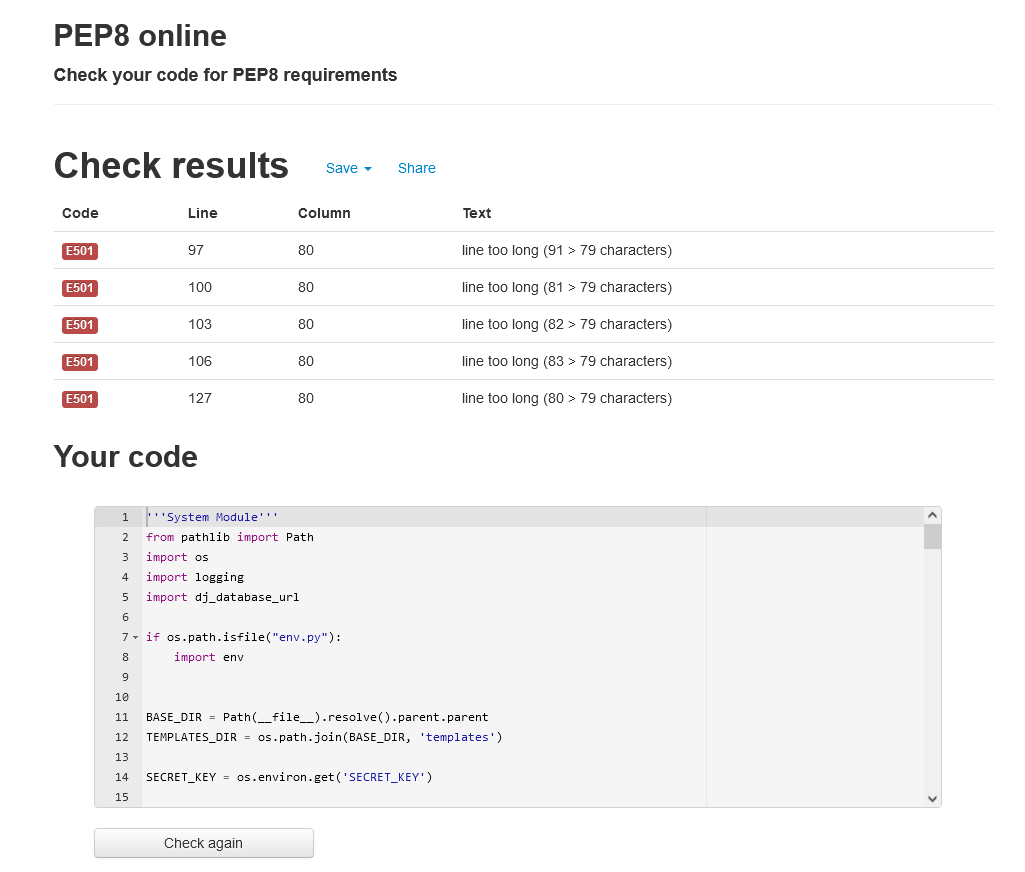 PEP8 online
Check your code for PEP8 requirements
Check results Save Share
Code Line Column Text
E501 97 80 line too long (91 > 79 characters)
E501 100 80 line too long (81 > 79 characters)
E501 103 80 line too long (82 > 79 characters)
E501 106 80 line too long (83 > 79 characters)
E501 127 80 line too long (80 > 79 characters)
Your code
1 '''System Module'''
2 from pathlib import Path
3 import os
4 import logging
5 import dj_database_url
6
7 if os.path.isfile("env.py"):
8     import env
9
10
11 BASE_DIR = Path(__file__).resolve().parent.parent
12 TEMPLATES_DIR = os.path.join(BASE_DIR, 'templates')
13
14 SECRET_KEY = os.environ.get('SECRET_KEY')
15
Check again